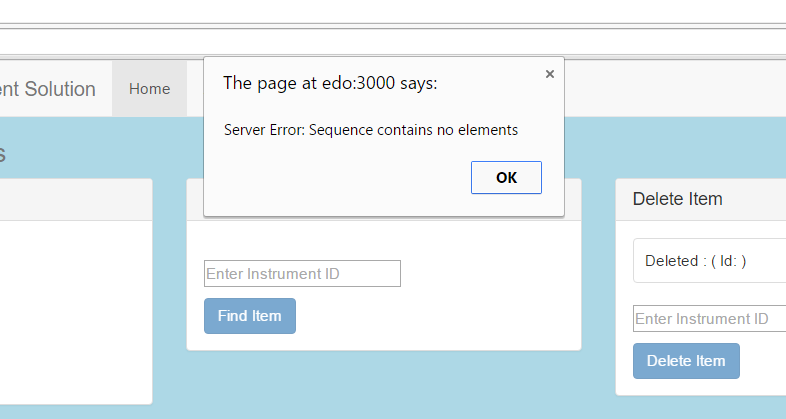 ent Solution
Home
The page at edo:3000 says:
×
Server Error: Sequence contains no elements
OK
s
Enter Instrument ID
Find Item
Delete Item
Deleted : ( Id: )
Enter Instrument ID
Delete Item